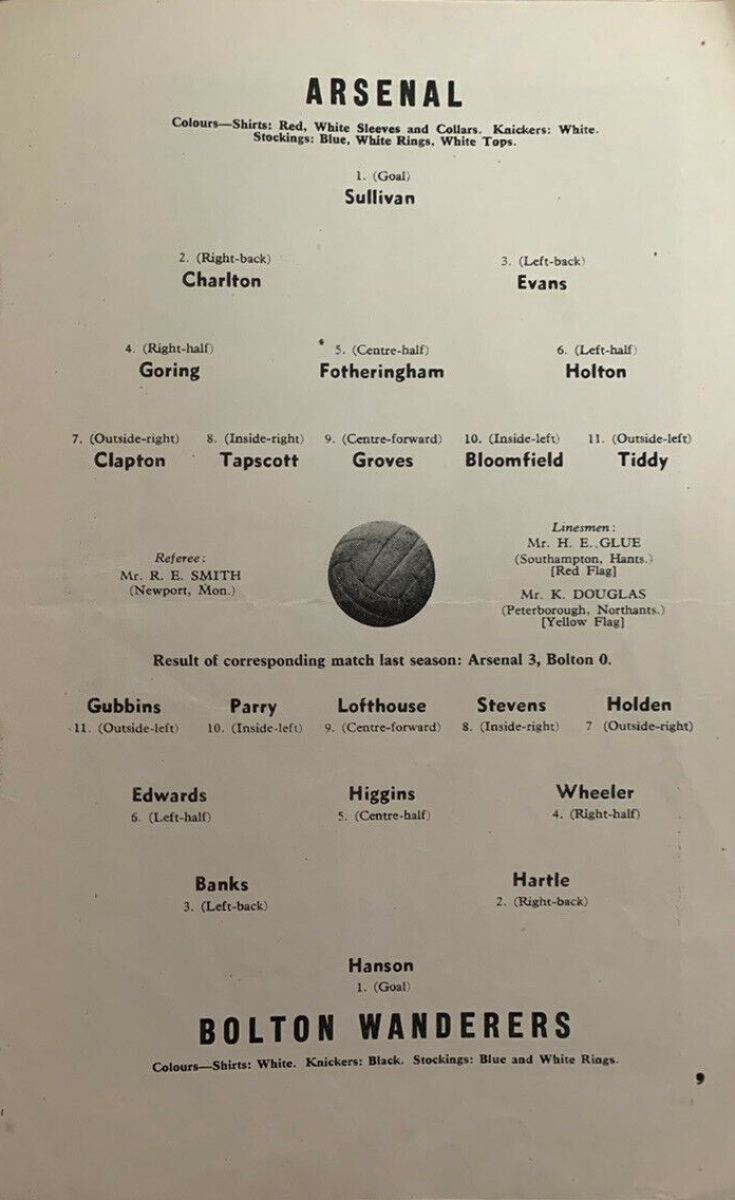 ARSENAL
Colours—Shirts: Red, White Sleeves and Collars. Knickers: White.
Stockings: Blue, White Rings, White Tops.
1. (Goal)
Sullivan
2. (Right-back) 3. (Left-back)
Charlton Evans
4. (Right-half) 5. (Centre-half) 6. (Left-half)
Goring Fotheringham Holton
7. (Outside-right) 8. (Inside-right) 9. (Centre-forward) 10. (Inside-left) 11. (Outside-left)
Clapton Tapscott Groves Bloomfield Tiddy
Referee:
Mr. R. E. SMITH
(Newport, Mon.)
Linesmen:
Mr. H. E. GLUE
(Southampton, Hants.)
[Red Flag]
Mr. K. DOUGLAS
(Peterborough, Northants.)
[Yellow Flag]
Result of corresponding match last season: Arsenal 3, Bolton 0.
Gubbins Parry Lofthouse Stevens Holden
11. (Outside-left) 10. (Inside-left) 9. (Centre-forward) 8. (Inside-right) 7 (Outside-right)
Edwards Higgins Wheeler
6. (Left-half) 5. (Centre-half) 4. (Right-half)
Banks Hartle
3. (Left-back) 2. (Right-back)
Hanson
1. (Goal)
BOLTON WANDERERS
Colours—Shirts: White. Knickers: Black. Stockings: Blue and White Rings.
9